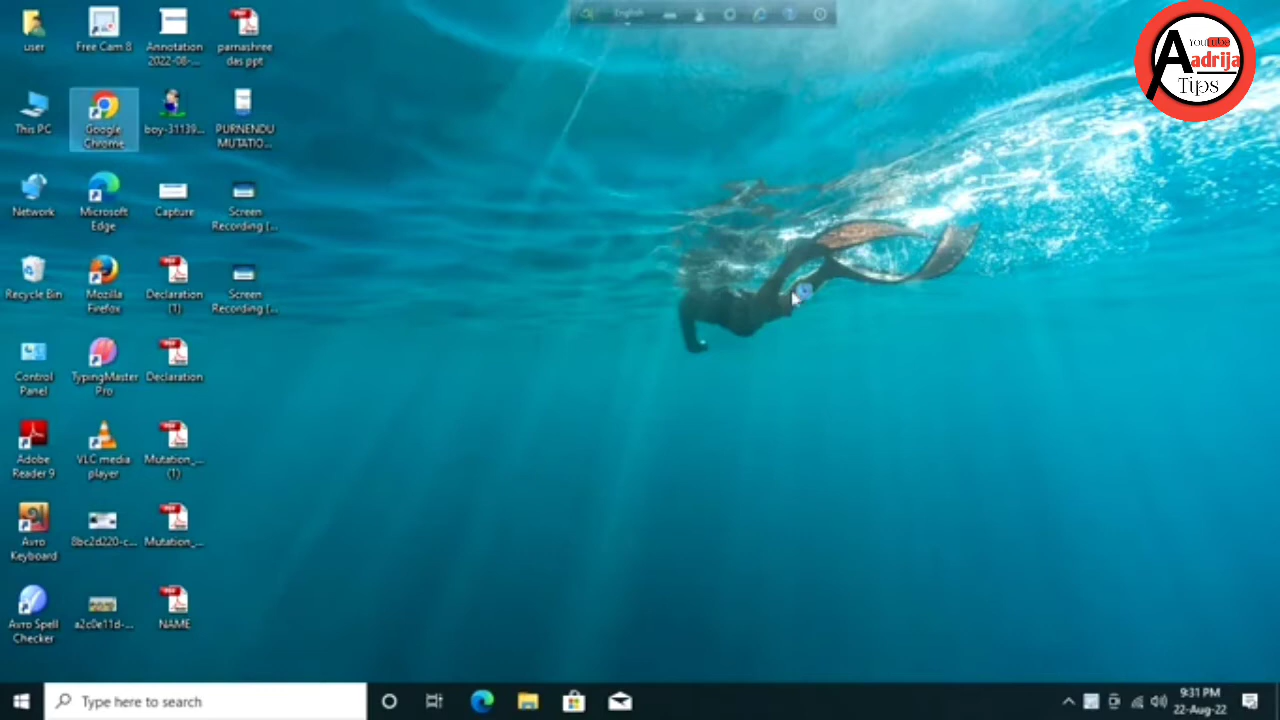 English
YouTube
Aadrija
Tips
user
Free Cam 8
Annotation
2022-08-...
parnashree
das ppt
This PC
Google
Chrome
boy-31139...
PURNENDU
MUTATIO...
Network
Microsoft
Edge
Capture
Screen
Recording (...
Recycle Bin
Mozilla
Firefox
Declaration
(1)
Screen
Recording (...
Control
Panel
TypingMaster
Pro
Declaration
Adobe
Reader 9
VLC media
player
Mutation_...
(1)
Avro
Keyboard
8bc2d220-c...
Mutation_...
Avro Spell
Checker
a2c0e11d-...
NAME
Type here to search
9:31 PM
22-Aug-22